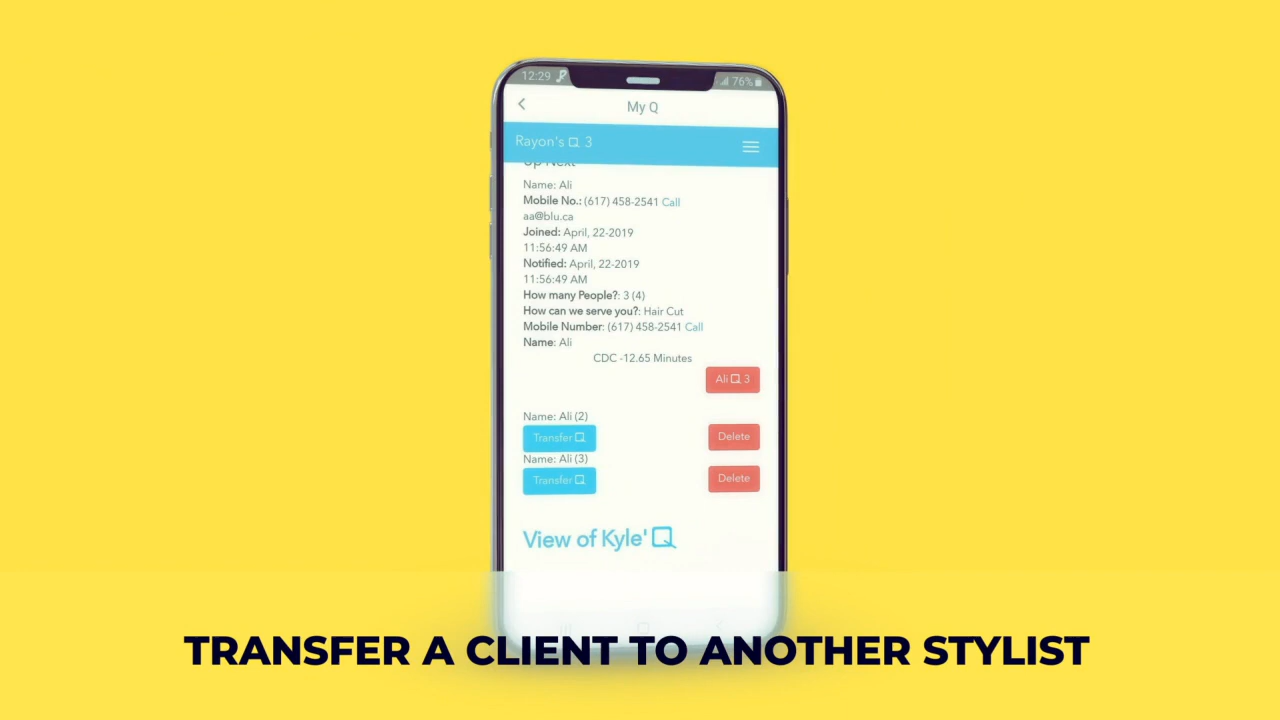 12:29
76%
My Q
Rayon's Q 3
Up Next
Name: Ali
Mobile No.: (617) 458-2541 Call
aa@blu.ca
Joined: April, 22-2019
11:56:49 AM
Notified: April, 22-2019
11:56:49 AM
How many People?: 3 (4)
How can we serve you?: Hair Cut
Mobile Number: (617) 458-2541 Call
Name: Ali
CDC -12.65 Minutes
Ali Q 3
Name: Ali (2)
Transfer Q Delete
Name: Ali (3)
Transfer Q Delete
View of Kyle' Q
TRANSFER A CLIENT TO ANOTHER STYLIST